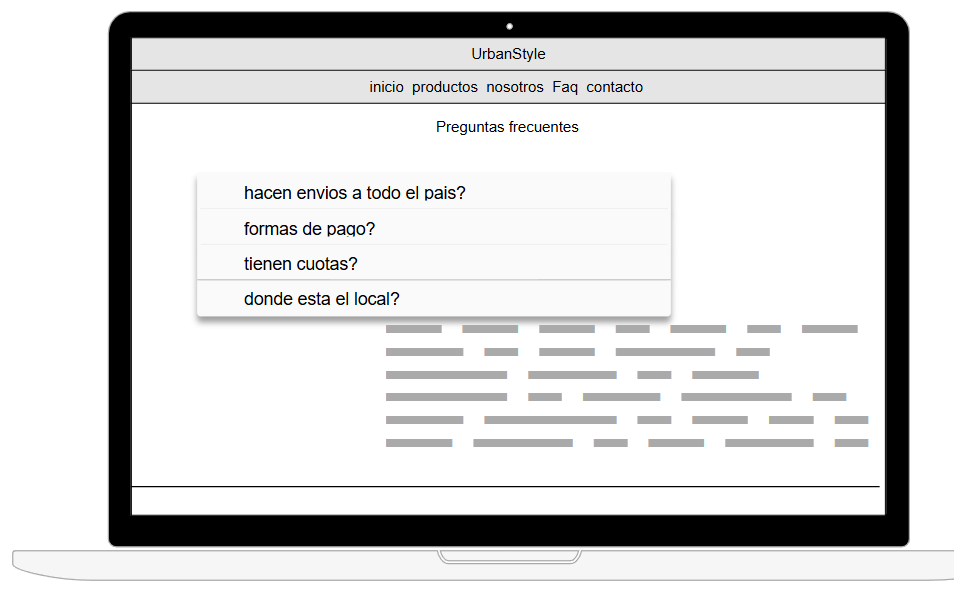 UrbanStyle
inicio productos nosotros Faq contacto
Preguntas frecuentes
hacen envios a todo el pais?
formas de pago?
tienen cuotas?
donde esta el local?